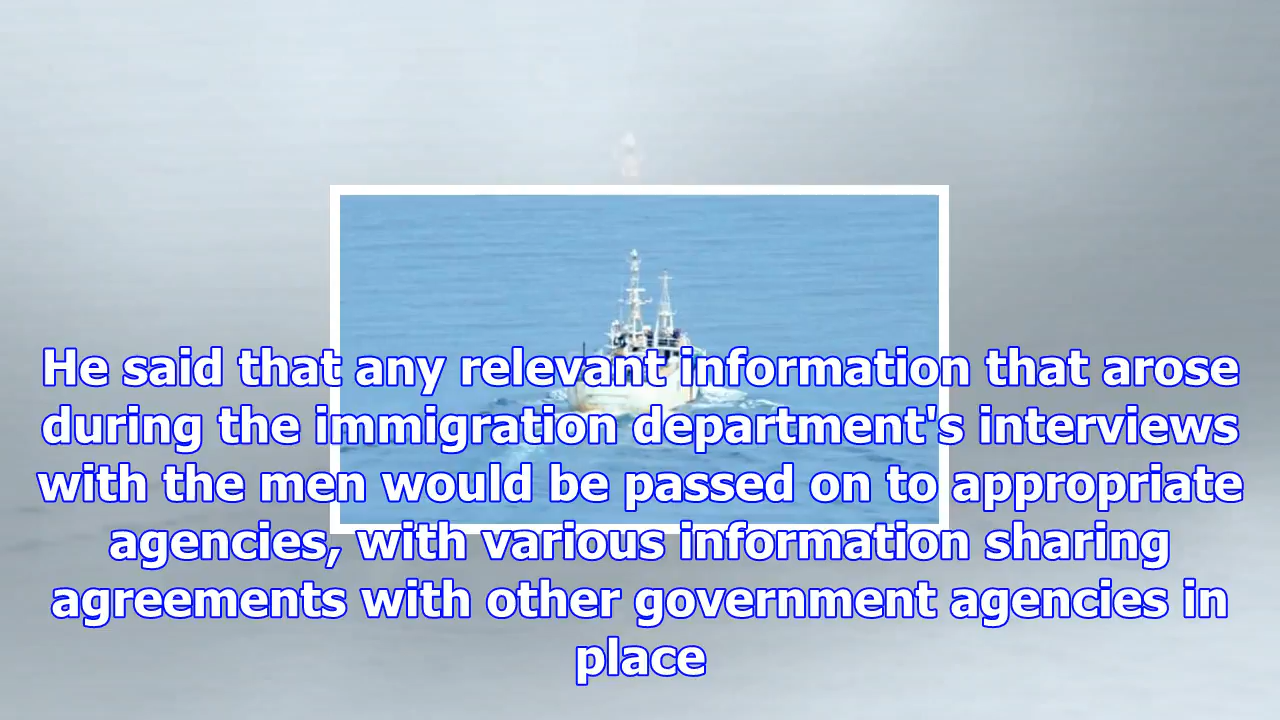 He said that any relevant information that arose
during the immigration department's interviews
with the men would be passed on to appropriate
agencies, with various information sharing
agreements with other government agencies in
place